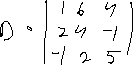 D = | 1 6 4 |
| 2 4 -1 |
| -1 2 5 |